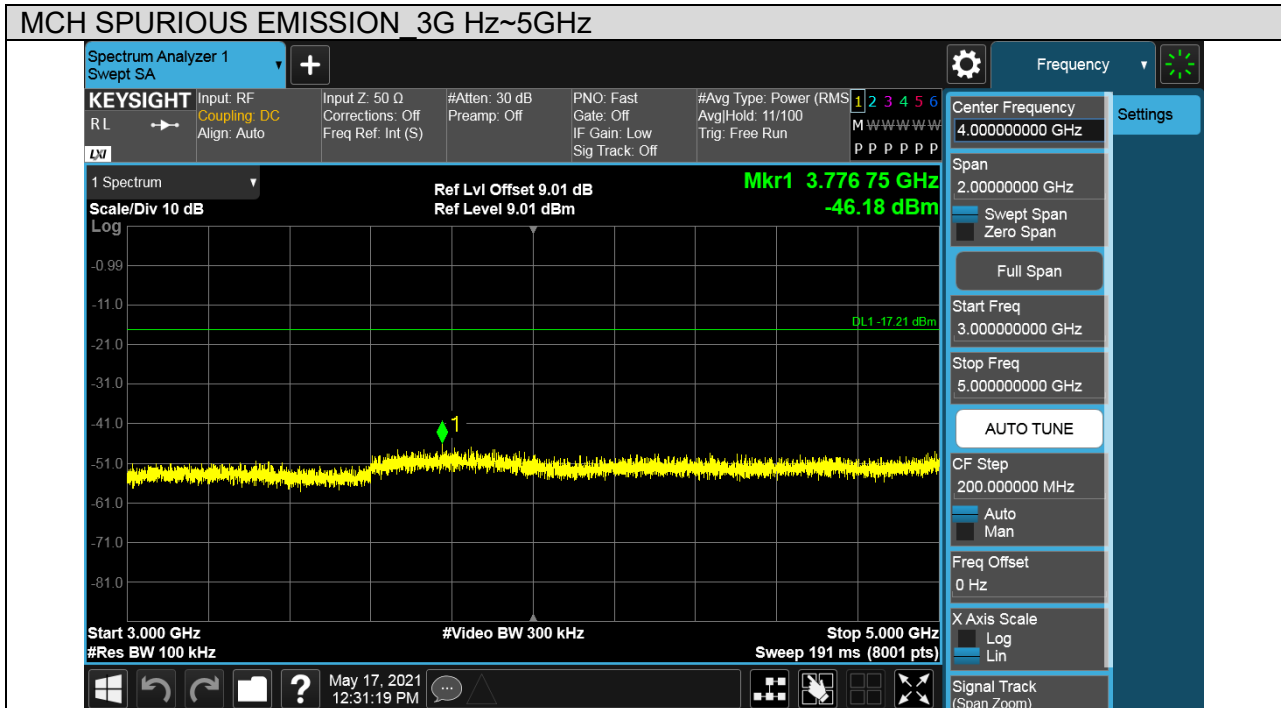 MCH SPURIOUS EMISSION_3G Hz~5GHz
Spectrum Analyzer 1
Swept SA
Frequency
KEYSIGHT
RL
LXI
Input: RF
Coupling: DC
Align: Auto
Input Z: 50 Ω
Corrections: Off
Freq Ref: Int (S)
#Atten: 30 dB
Preamp: Off
PNO: Fast
Gate: Off
IF Gain: Low
Sig Track: Off
#Avg Type: Power (RMS
Avg|Hold: 11/100
Trig: Free Run
1 2 3 4 5 6
M W W W W W
P P P P P P
1 Spectrum
Scale/Div 10 dB
Log
Ref Lvl Offset 9.01 dB
Ref Level 9.01 dBm
Mkr1 3.776 75 GHz
-46.18 dBm
-0.99
-11.0
DL1 -17.21 dBm
-21.0
-31.0
-41.0
1
-51.0
-61.0
-71.0
-81.0
Start 3.000 GHz
#Res BW 100 kHz
#Video BW 300 kHz
Stop 5.000 GHz
Sweep 191 ms (8001 pts)
?
May 17, 2021
12:31:19 PM
Center Frequency
4.000000000 GHz
Settings
Span
2.00000000 GHz
Swept Span
Zero Span
Full Span
Start Freq
3.000000000 GHz
Stop Freq
5.000000000 GHz
AUTO TUNE
CF Step
200.000000 MHz
Auto
Man
Freq Offset
0 Hz
X Axis Scale
Log
Lin
Signal Track
(Span Zoom)